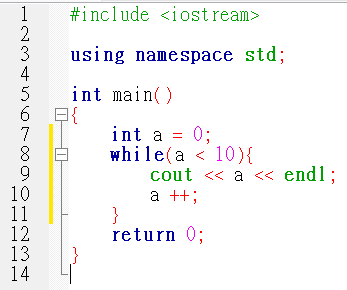 1 #include <iostream>
2
3 using namespace std;
4
5 int main()
6 {
7 int a = 0;
8 while(a < 10){
9 cout << a << endl;
10 a ++;
11 }
12 return 0;
13 }
14